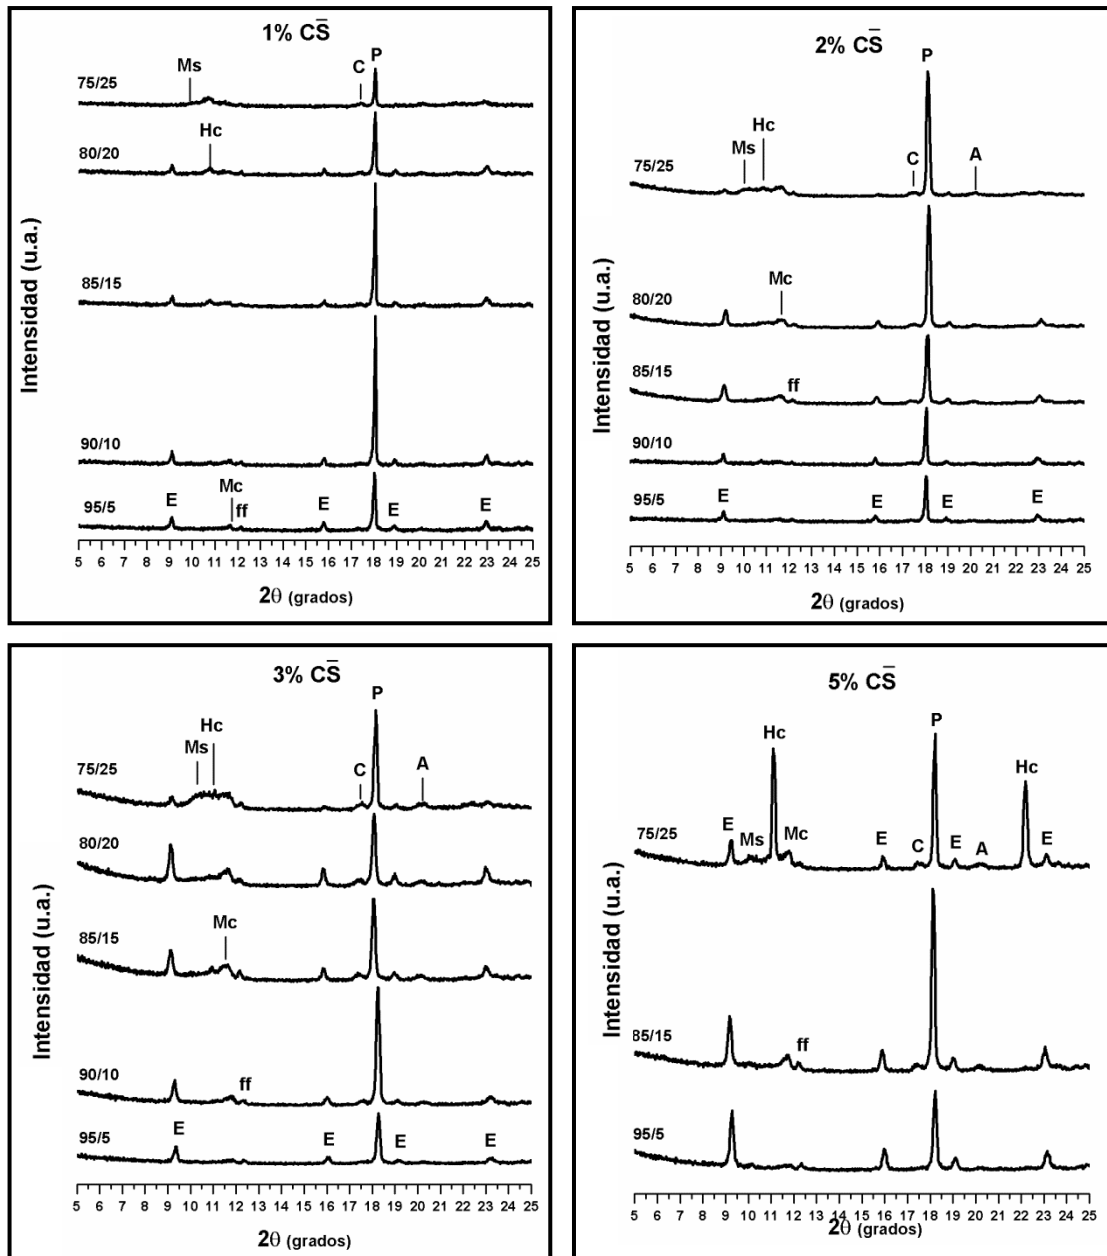 1% CS̄
Intensidad (u.a.)
Ms
C
P
75/25
Hc
80/20
85/15
90/10
E
Mc
ff
E
E
E
95/5
5 6 7 8 9 10 11 12 13 14 15 16 17 18 19 20 21 22 23 24 25
2θ (grados)
2% CS̄
Intensidad (u.a.)
P
Hc
Ms
C
A
75/25
Mc
80/20
85/15
ff
90/10
E
E
E
E
95/5
5 6 7 8 9 10 11 12 13 14 15 16 17 18 19 20 21 22 23 24 25
2θ (grados)
3% CS̄
Intensidad (u.a.)
P
Hc
Ms
C
A
75/25
80/20
Mc
85/15
90/10
ff
95/5
E
E
E
E
5 6 7 8 9 10 11 12 13 14 15 16 17 18 19 20 21 22 23 24 25
2θ (grados)
5% CS̄
Intensidad (u.a.)
P
Hc
Hc
75/25
E
Ms
Mc
E
C
E
A
E
85/15
ff
95/5
5 6 7 8 9 10 11 12 13 14 15 16 17 18 19 20 21 22 23 24 25
2θ (grados)